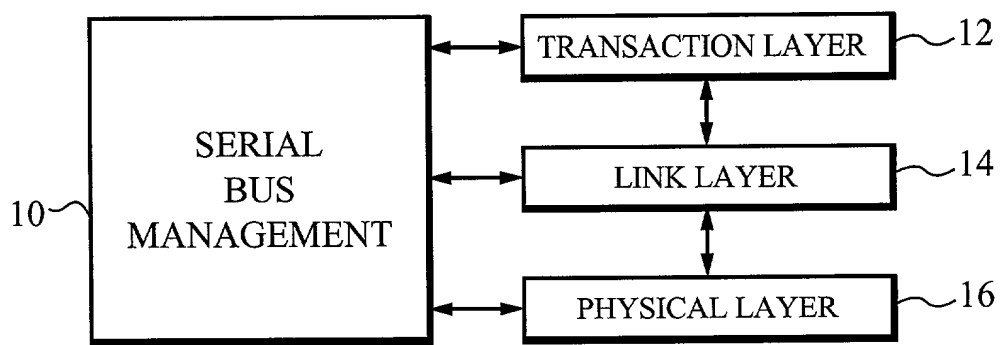 TRANSACTION LAYER
12
SERIAL
BUS
MANAGEMENT
10
LINK LAYER
14
PHYSICAL LAYER
16